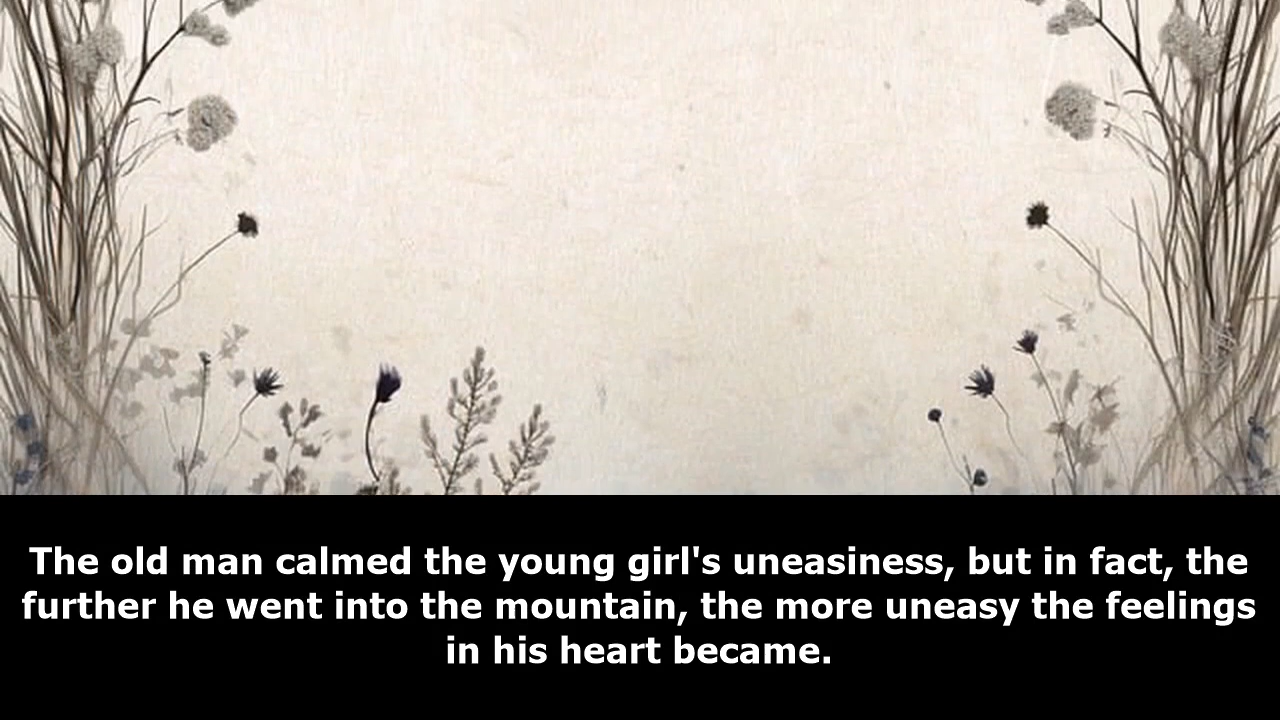 The old man calmed the young girl's uneasiness, but in fact, the
further he went into the mountain, the more uneasy the feelings
in his heart became.